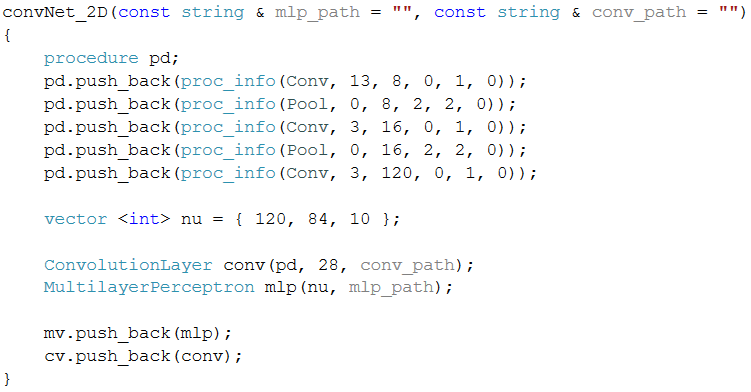 convNet_2D(const string & mlp_path = "", const string & conv_path = "")
{
    procedure pd;
    pd.push_back(proc_info(Conv, 13, 8, 0, 1, 0));
    pd.push_back(proc_info(Pool, 0, 8, 2, 2, 0));
    pd.push_back(proc_info(Conv, 3, 16, 0, 1, 0));
    pd.push_back(proc_info(Pool, 0, 16, 2, 2, 0));
    pd.push_back(proc_info(Conv, 3, 120, 0, 1, 0));

    vector <int> nu = { 120, 84, 10 };

    ConvolutionLayer conv(pd, 28, conv_path);
    MultilayerPerceptron mlp(nu, mlp_path);

    mv.push_back(mlp);
    cv.push_back(conv);
}